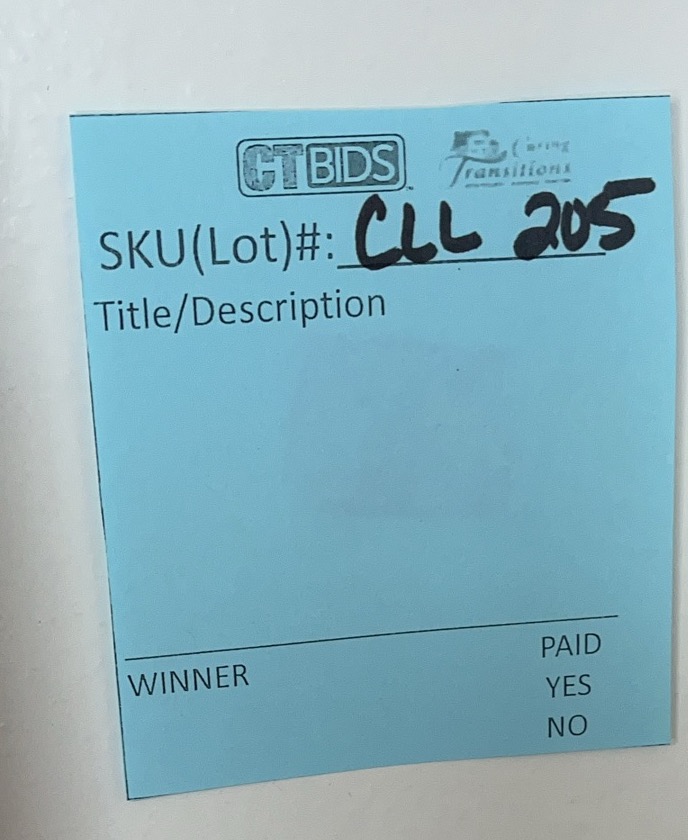 CTBIDS
Caring
Transitions
SKU(Lot)#: CLL 205
Title/Description
WINNER
PAID
YES
NO